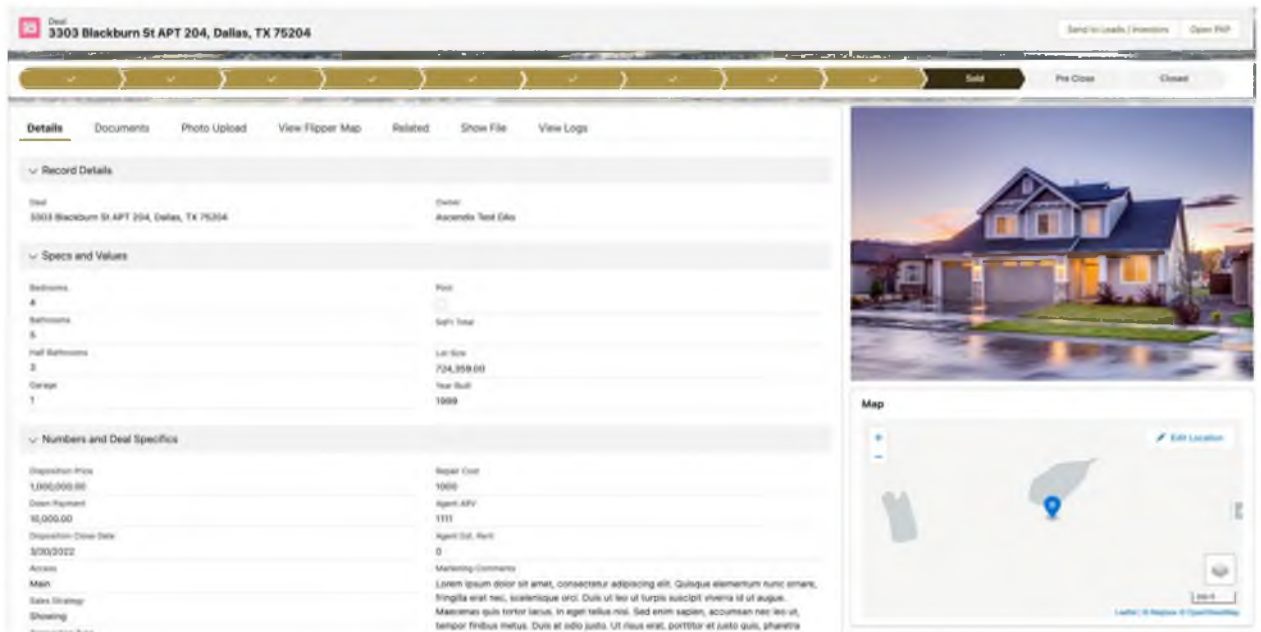 Deal
3303 Blackburn St APT 204, Dallas, TX 75204
Send to Leads / Investors Open PKP
Sold Pre Close Closed
Details Documents Photo Upload View Flipper Map Related Show File View Logs
Record Details
Deal
3303 Blackburn St APT 204, Dallas, TX 75204
Owner
Ascendix Test DAs
Specs and Values
Bedrooms
4
Bathrooms
5
Half Bathrooms
3
Garage
1
Pool
SqFt Total
Lot Size
724,359.00
Year Built
1999
Numbers and Deal Specifics
Disposition Price
1,000,000.00
Down Payment
10,000.00
Disposition Close Date
3/30/2022
Access
Main
Sales Strategy
Showing
Repair Cost
1000
Agent ARV
1111
Agent Est. Rent
0
Marketing Comments
Lorem ipsum dolor sit amet, consectetur adipiscing elit. Quisque elementum nunc ornare,
fringilla erat nec, scelerisque orci. Duis ut leo ut turpis suscipit viverra id ut augue.
Maecenas quis tortor lacus. In eget tellus nisl. Sed enim sapien, accumsan nec leo ut,
tempor finibus metus. Duis at odio justo. Ut risus erat, porttitor et justo quis, pharetra
Map
+
−
Edit Location
Leaflet | © Mapbox © OpenStreetMap